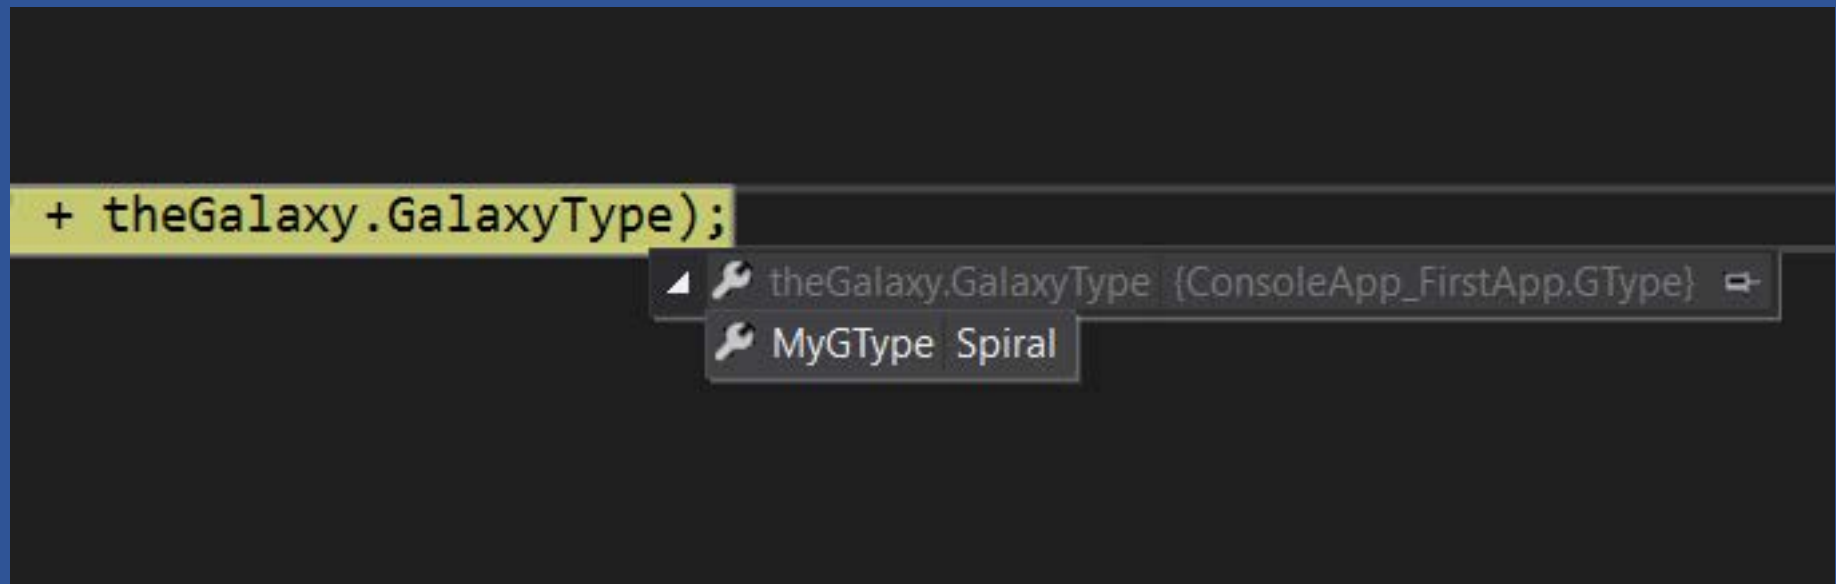 + theGalaxy.GalaxyType);
theGalaxy.GalaxyType {ConsoleApp_FirstApp.GType}
MyGType Spiral